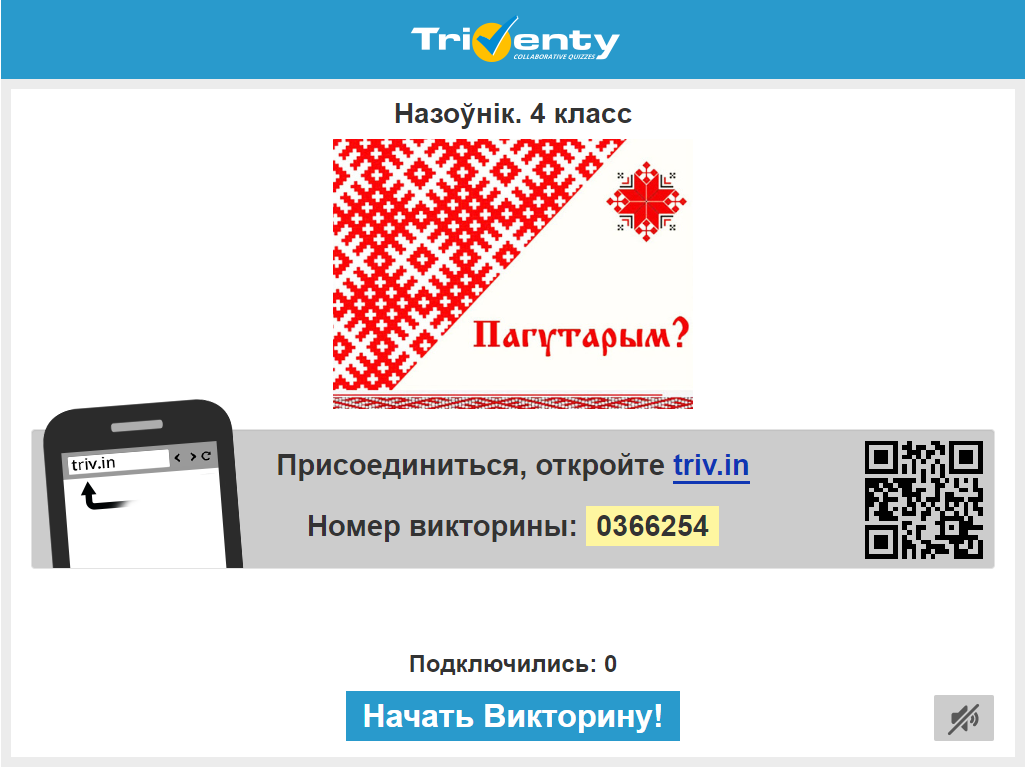 Triventy
COLLABORATIVE QUIZZES
Назоўнік. 4 класс
Пагутарым?
triv.in
Присоединиться, откройте triv.in
Номер викторины: 0366254
Подключились: 0
Начать Викторину!